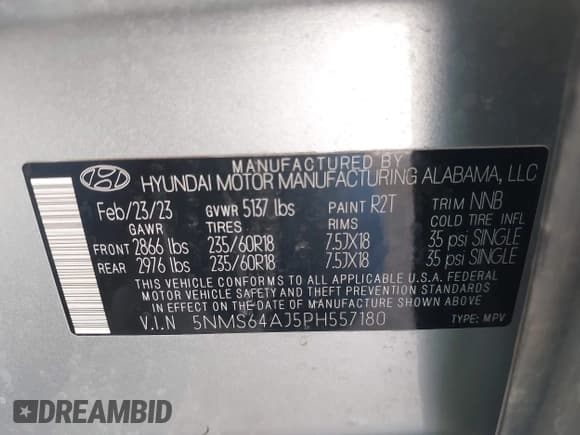 MANUFACTURED BY
HYUNDAI MOTOR MANUFACTURING ALABAMA, LLC
Feb/23/23 GVWR 5137 lbs PAINT R2T TRIM NNB
GAWR TIRES RIMS COLD TIRE INFL
FRONT 2866 lbs 235/60R18 7.5JX18 35 psi SINGLE
REAR 2976 lbs 235/60R18 7.5JX18 35 psi SINGLE
THIS VEHICLE CONFORMS TO ALL APPLICABLE U.S.A. FEDERAL
MOTOR VEHICLE SAFETY AND THEFT PREVENTION STANDARDS
IN EFFECT ON THE DATE OF MANUFACTURE SHOWN ABOVE.
V.I.N 5NMS64AJ5PH557180 TYPE: MPV
DREAMBID